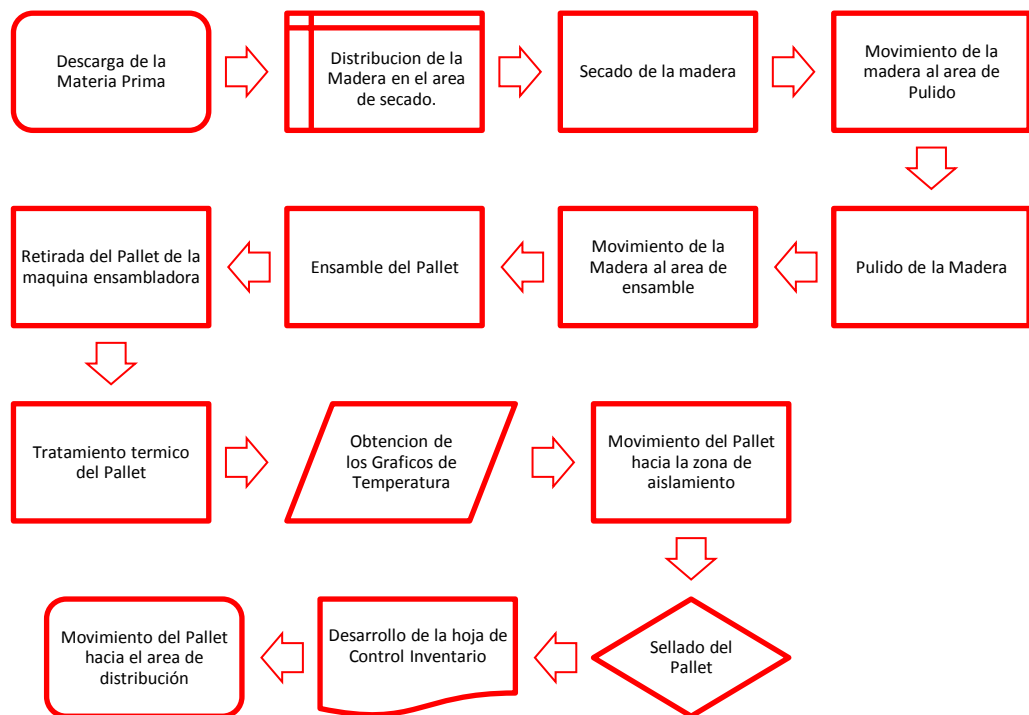 Descarga de la
Materia Prima
Distribucion de la
Madera en el area
de secado.
Secado de la madera
Movimiento de la
madera al area de
Pulido
Pulido de la Madera
Movimiento de la
Madera al area de
ensamble
Ensamble del Pallet
Retirada del Pallet de la
maquina ensambladora
Tratamiento termico
del Pallet
Obtencion de
los Graficos de
Temperatura
Movimiento del Pallet
hacia la zona de
aislamiento
Sellado del
Pallet
Desarrollo de la hoja de
Control Inventario
Movimiento del Pallet
hacia el area de
distribución